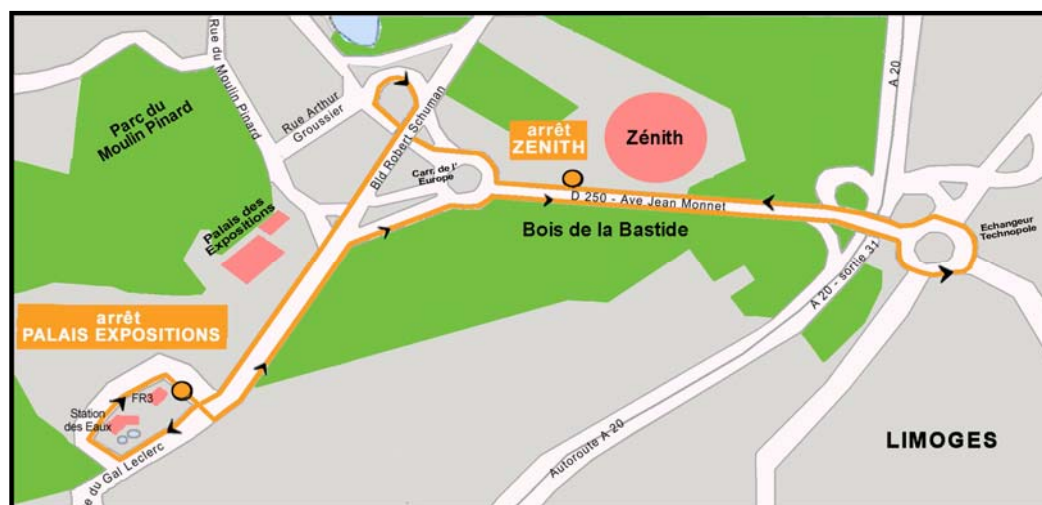 Rue du Moulin Pinard
Parc du
Moulin Pinard
Rue Arthur
Groussier
Bld Robert Schuman
Carr. de l'
Europe
arrêt
ZENITH
Zénith
A 20
D 250 - Ave Jean Monnet
Bois de la Bastide
Echangeur
Technopole
Palais des
Expositions
A 20 - sortie 31
arrêt
PALAIS EXPOSITIONS
FR3
Station
des Eaux
e du Gal Leclerc
Autoroute A 20
LIMOGES